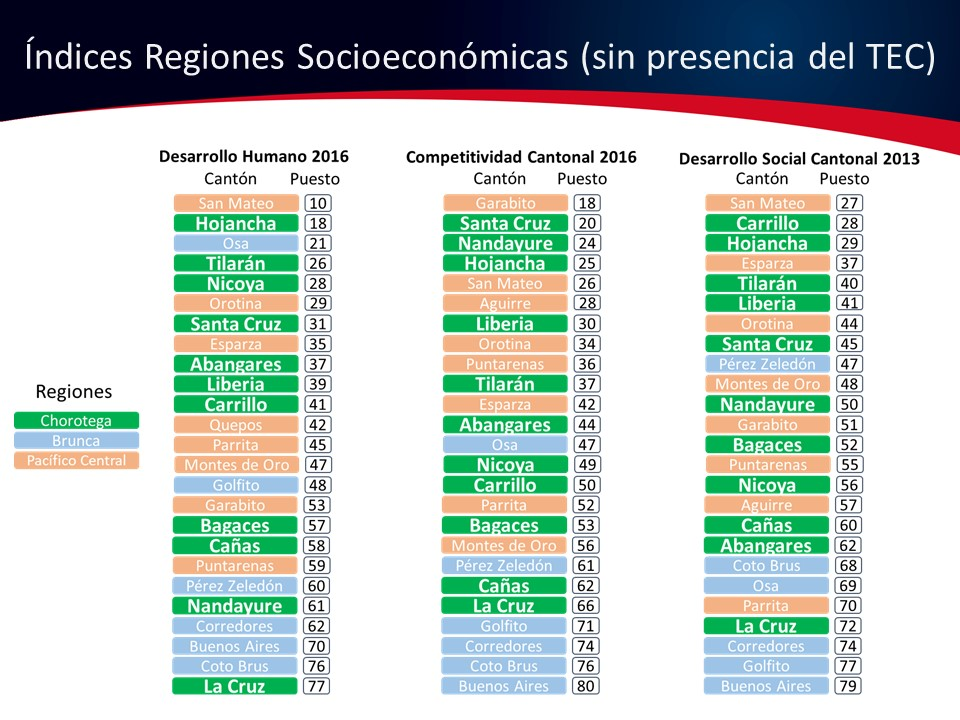 Índices Regiones Socioeconómicas (sin presencia del TEC)
Desarrollo Humano 2016
Cantón Puesto
San Mateo 10
Hojancha 18
Osa 21
Tilarán 26
Nicoya 28
Orotina 29
Santa Cruz 31
Esparza 35
Abangares 37
Liberia 39
Carrillo 41
Quepos 42
Parrita 45
Montes de Oro 47
Golfito 48
Garabito 53
Bagaces 57
Cañas 58
Puntarenas 59
Pérez Zeledón 60
Nandayure 61
Corredores 62
Buenos Aires 70
Coto Brus 76
La Cruz 77
Competitividad Cantonal 2016
Cantón Puesto
Garabito 18
Santa Cruz 20
Nandayure 24
Hojancha 25
San Mateo 26
Aguirre 28
Liberia 30
Orotina 34
Puntarenas 36
Tilarán 37
Esparza 42
Abangares 44
Osa 47
Nicoya 49
Carrillo 50
Parrita 52
Bagaces 53
Montes de Oro 56
Pérez Zeledón 61
Cañas 62
La Cruz 66
Golfito 71
Corredores 74
Coto Brus 76
Buenos Aires 80
Desarrollo Social Cantonal 2013
Cantón Puesto
San Mateo 27
Carrillo 28
Hojancha 29
Esparza 37
Tilarán 40
Liberia 41
Orotina 44
Santa Cruz 45
Pérez Zeledón 47
Montes de Oro 48
Nandayure 50
Garabito 51
Bagaces 52
Puntarenas 55
Nicoya 56
Aguirre 57
Cañas 60
Abangares 62
Coto Brus 68
Osa 69
Parrita 70
La Cruz 72
Corredores 74
Golfito 77
Buenos Aires 79
Regiones
Chorotega
Brunca
Pacífico Central